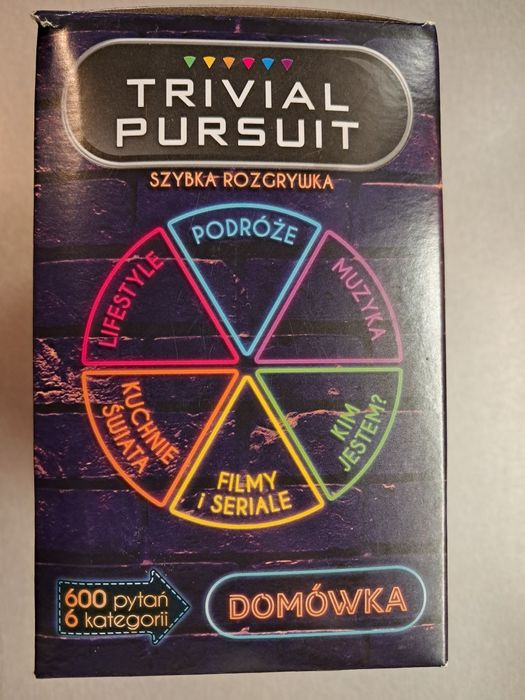 TRIVIAL
PURSUIT
SZYBKA ROZGRYWKA
PODRÓŻE
LIFESTYLE
MUZYKA
KUCHNIE
ŚWIATA
KIM
JESTEM?
FILMY
i SERIALE
600 pytań
6 kategorii
DOMÓWKA